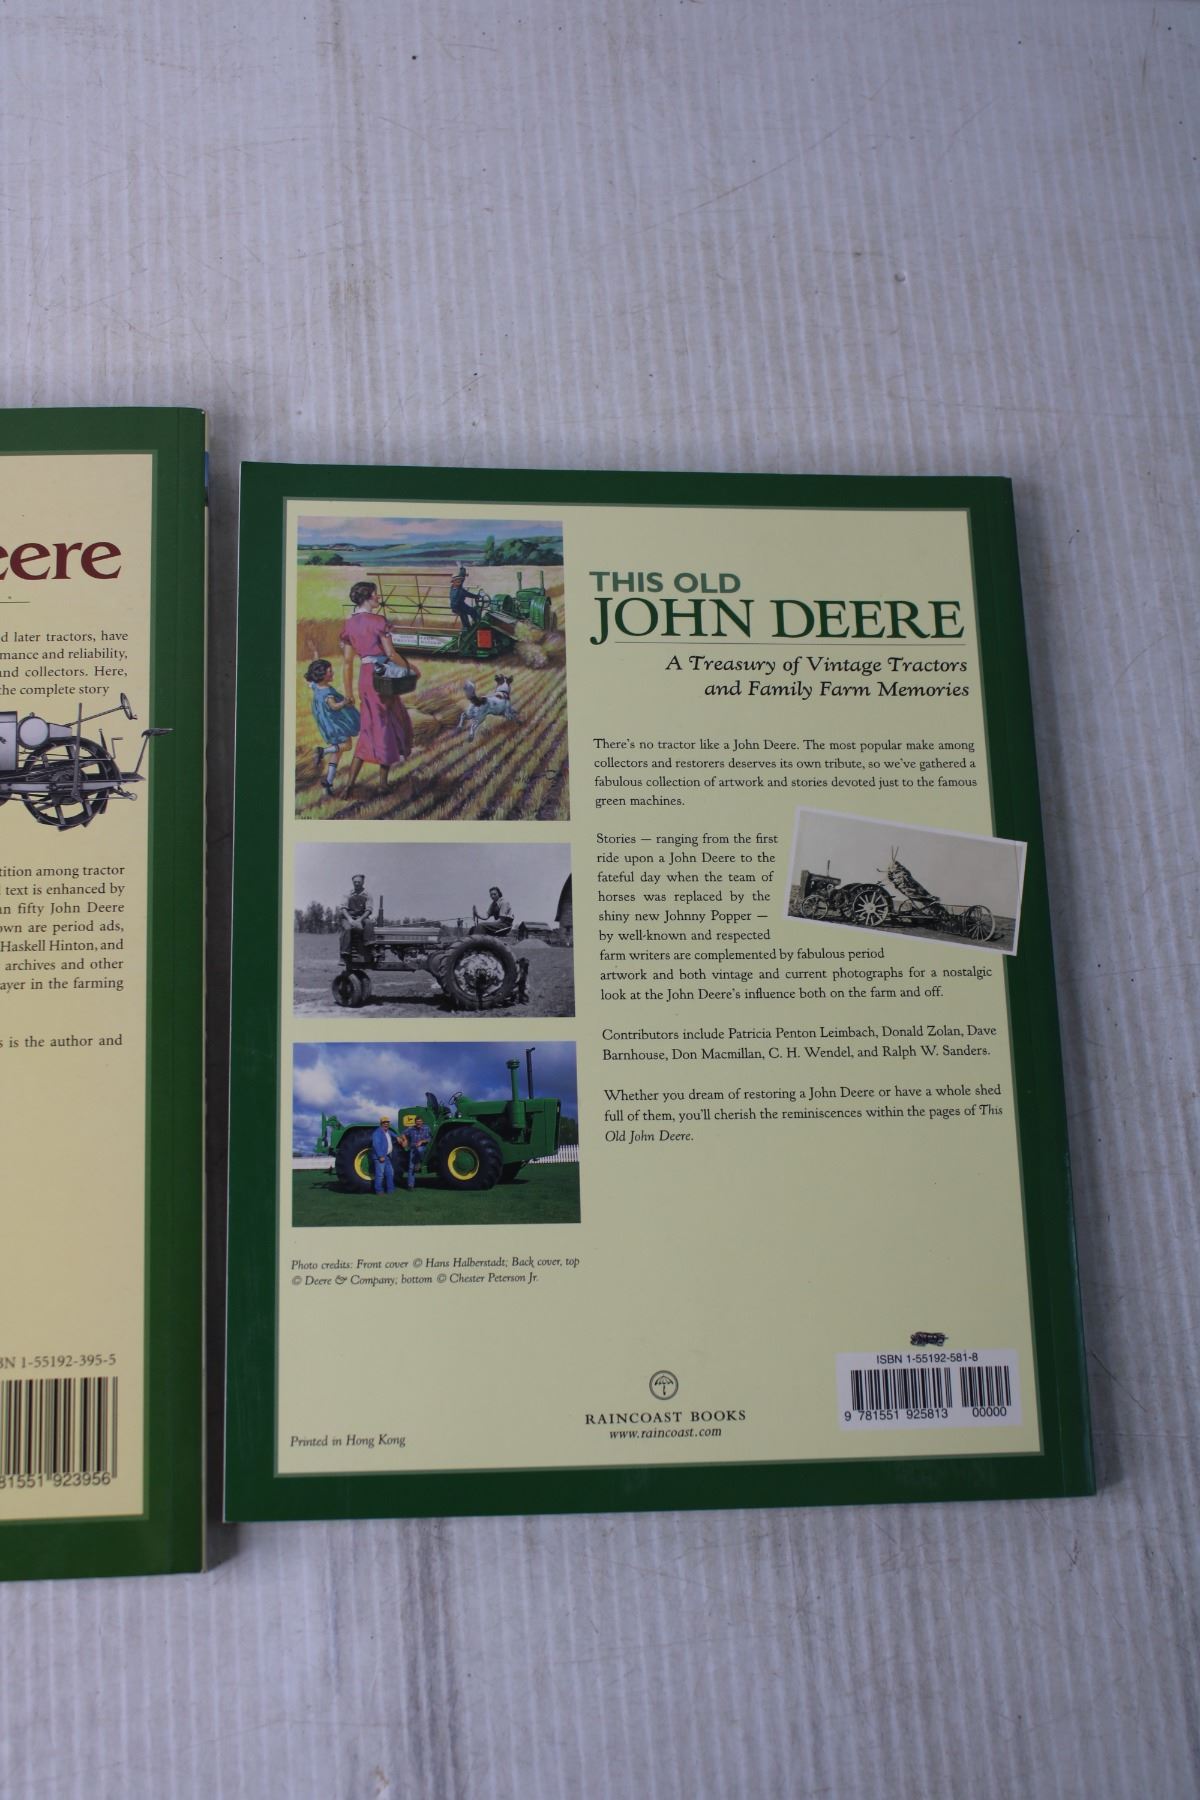 eere
d later tractors, have
mance and reliability,
and collectors. Here,
the complete story
tition among tractor
text is enhanced by
an fifty John Deere
own are period ads,
Haskell Hinton, and
archives and other
ayer in the farming
s is the author and
BN 1-55192-395-5
81551 923956
THIS OLD
JOHN DEERE
A Treasury of Vintage Tractors
and Family Farm Memories
There's no tractor like a John Deere. The most popular make among
collectors and restorers deserves its own tribute, so we've gathered a
fabulous collection of artwork and stories devoted just to the famous
green machines.
Stories — ranging from the first
ride upon a John Deere to the
fateful day when the team of
horses was replaced by the
shiny new Johnny Popper —
by well-known and respected
farm writers are complemented by fabulous period
artwork and both vintage and current photographs for a nostalgic
look at the John Deere's influence both on the farm and off.
Contributors include Patricia Penton Leimbach, Donald Zolan, Dave
Barnhouse, Don Macmillan, C. H. Wendel, and Ralph W. Sanders.
Whether you dream of restoring a John Deere or have a whole shed
full of them, you'll cherish the reminiscences within the pages of This
Old John Deere.
Photo credits: Front cover © Hans Halberstadt; Back cover, top
© Deere & Company; bottom © Chester Peterson Jr.
Printed in Hong Kong
RAINCOAST BOOKS
www.raincoast.com
ISBN 1-55192-581-8
9 781551 925813
00000